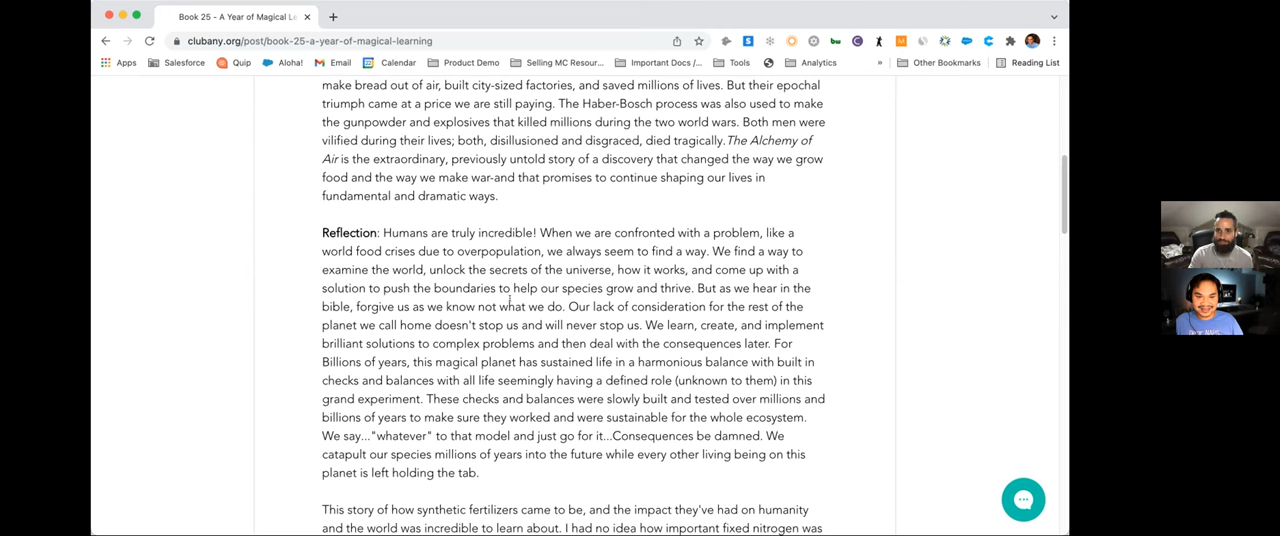 Book 25 - A Year of Magical Le
clubany.org/post/book-25-a-year-of-magical-learning
Apps Salesforce Quip Aloha! Email Calendar Product Demo Selling MC Resour... Important Docs /... Tools Analytics » Other Bookmarks Reading List
make bread out of air, built city-sized factories, and saved millions of lives. But their epochal
triumph came at a price we are still paying. The Haber-Bosch process was also used to make
the gunpowder and explosives that killed millions during the two world wars. Both men were
vilified during their lives; both, disillusioned and disgraced, died tragically.The Alchemy of
Air is the extraordinary, previously untold story of a discovery that changed the way we grow
food and the way we make war-and that promises to continue shaping our lives in
fundamental and dramatic ways.
Reflection: Humans are truly incredible! When we are confronted with a problem, like a
world food crises due to overpopulation, we always seem to find a way. We find a way to
examine the world, unlock the secrets of the universe, how it works, and come up with a
solution to push the boundaries to help our species grow and thrive. But as we hear in the
bible, forgive us as we know not what we do. Our lack of consideration for the rest of the
planet we call home doesn't stop us and will never stop us. We learn, create, and implement
brilliant solutions to complex problems and then deal with the consequences later. For
Billions of years, this magical planet has sustained life in a harmonious balance with built in
checks and balances with all life seemingly having a defined role (unknown to them) in this
grand experiment. These checks and balances were slowly built and tested over millions and
billions of years to make sure they worked and were sustainable for the whole ecosystem.
We say..."whatever" to that model and just go for it...Consequences be damned. We
catapult our species millions of years into the future while every other living being on this
planet is left holding the tab.
This story of how synthetic fertilizers came to be, and the impact they've had on humanity
and the world was incredible to learn about. I had no idea how important fixed nitrogen was